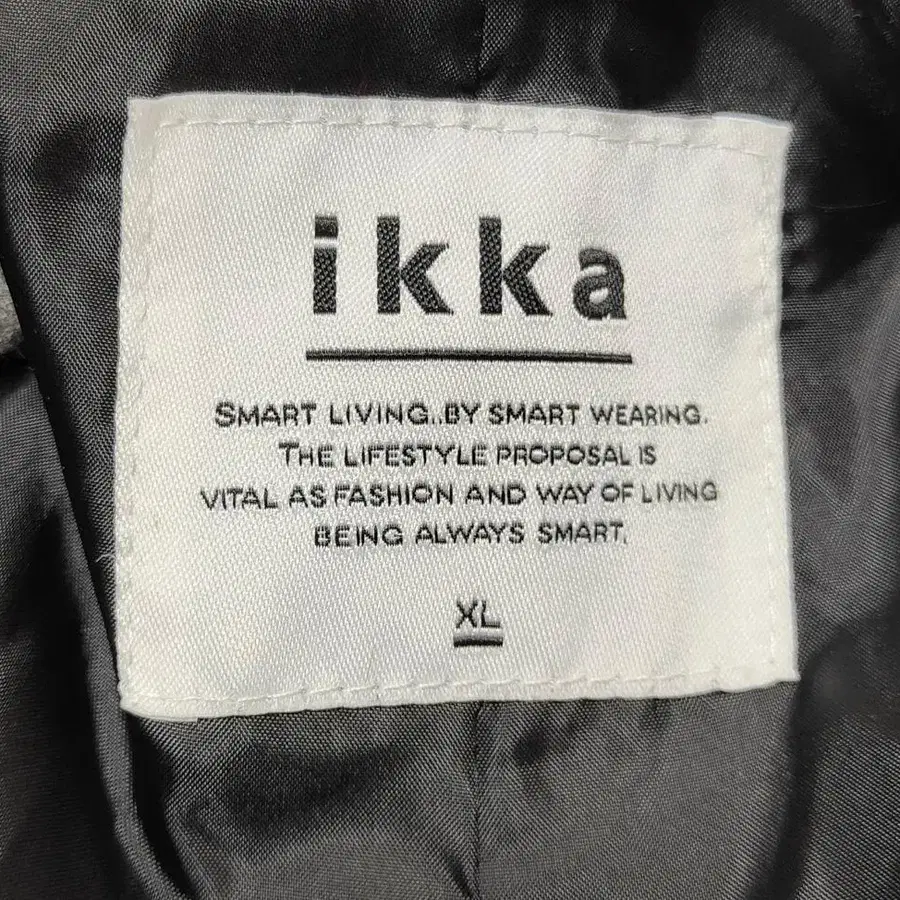 ikka
SMART LIVING..BY SMART WEARING.
THE LIFESTYLE PROPOSAL IS
VITAL AS FASHION AND WAY OF LIVING
BEING ALWAYS SMART.
XL